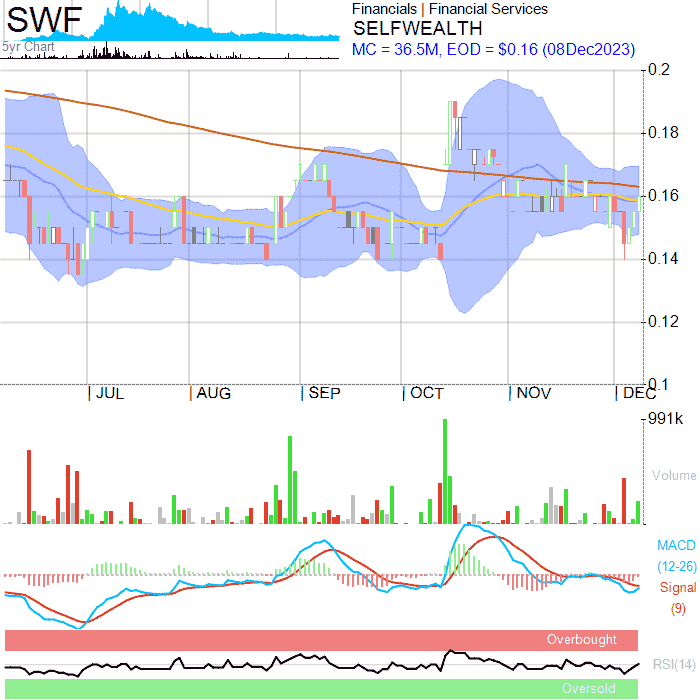 SWF
5yr Chart
Financials | Financial Services
SELFWEALTH
MC = 36.5M, EOD = $0.16 (08Dec2023)
0.2
0.18
0.16
0.14
0.12
0.1
JUL AUG SEP OCT NOV DEC
991k
Volume
MACD
(12-26)
Signal
(9)
Overbought
RSI(14)
Oversold